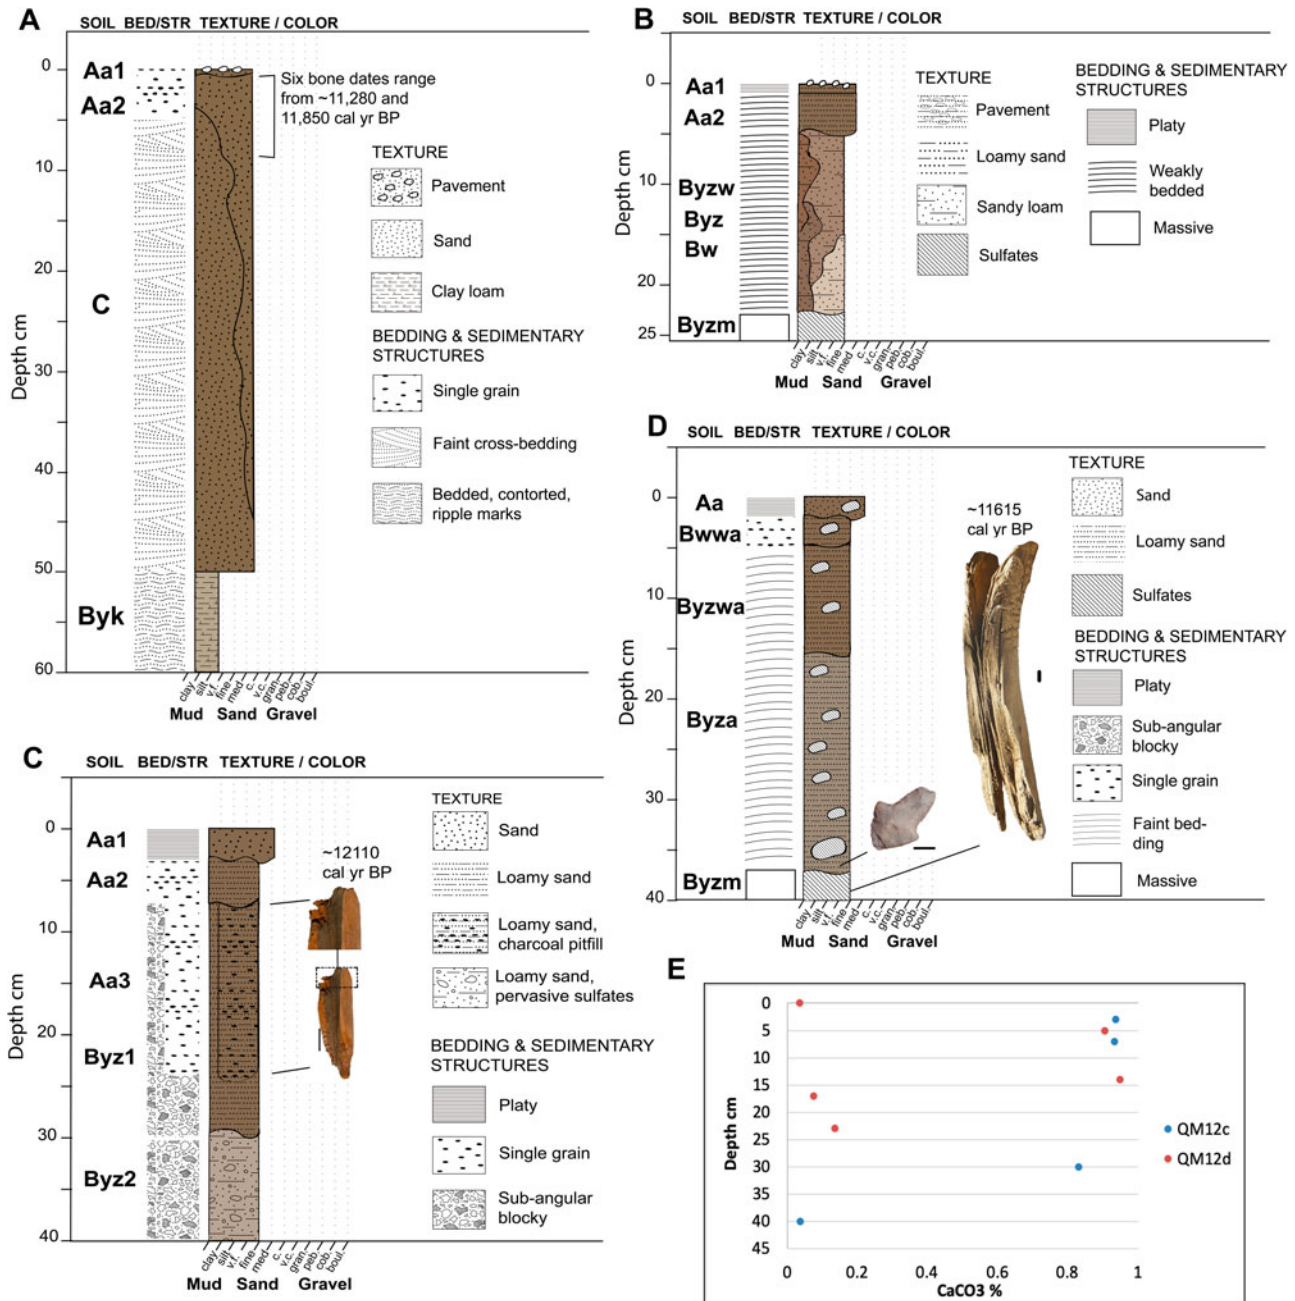 A
SOIL BED/STR TEXTURE / COLOR
0
10
20
30
40
50
60
Depth cm
Aa1
Aa2
C
Byk
Six bone dates range
from ~11,280 and
11,850 cal yr BP
TEXTURE
Pavement
Sand
Clay loam
BEDDING & SEDIMENTARY
STRUCTURES
Single grain
Faint cross-bedding
Bedded, contorted,
ripple marks
clay
silt
v.f.
fine
med
c.
v.c.
gran.
peb.
cob.
boul.
Mud Sand Gravel
B
SOIL BED/STR TEXTURE / COLOR
0
10
20
25
Depth cm
Aa1
Aa2
Byzw
Byz
Bw
Byzm
TEXTURE
Pavement
Loamy sand
Sandy loam
Sulfates
BEDDING & SEDIMENTARY
STRUCTURES
Platy
Weakly
bedded
Massive
clay
silt
v.f.
fine
med
c.
v.c.
gran.
peb.
cob.
boul.
Mud Sand Gravel
C
SOIL BED/STR TEXTURE / COLOR
0
10
20
30
40
Depth cm
Aa1
Aa2
Aa3
Byz1
Byz2
~12110
cal yr BP
TEXTURE
Sand
Loamy sand
Loamy sand,
charcoal pitfill
Loamy sand,
pervasive sulfates
BEDDING & SEDIMENTARY
STRUCTURES
Platy
Single grain
Sub-angular
blocky
clay
silt
v.f.
fine
med
c.
v.c.
gran.
peb.
cob.
boul.
Mud Sand Gravel
D
SOIL BED/STR TEXTURE / COLOR
0
10
20
30
40
Depth cm
Aa
Bwwa
Byzwa
Byza
Byzm
~11615
cal yr BP
TEXTURE
Sand
Loamy sand
Sulfates
BEDDING & SEDIMENTARY
STRUCTURES
Platy
Sub-angular
blocky
Single grain
Faint bed-
ding
Massive
clay
silt
v.f.
fine
med
c.
v.c.
gran.
peb.
cob.
boul.
Mud Sand Gravel
E
0
5
10
15
20
25
30
35
40
45
Depth cm
0 0.2 0.4 0.6 0.8 1
CaCO3 %
QM12c
QM12d